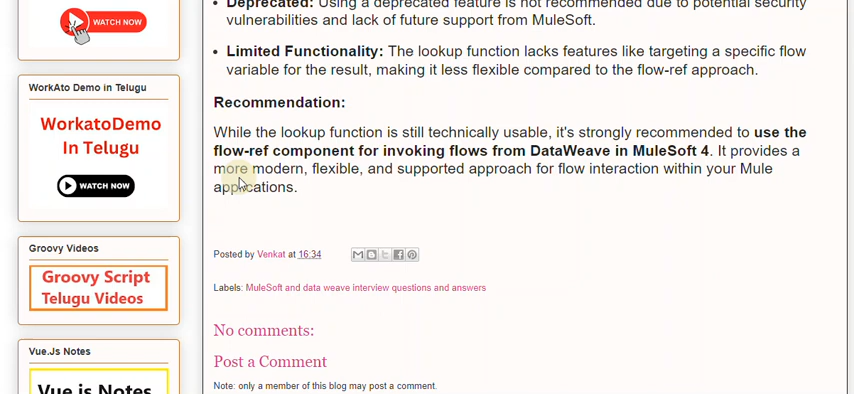 WATCH NOW
WorkAto Demo in Telugu
WorkatoDemo
In Telugu
WATCH NOW
Groovy Videos
Groovy Script
Telugu Videos
Vue.Js Notes
Vue js Notes
Deprecated: Using a deprecated feature is not recommended due to potential security
vulnerabilities and lack of future support from MuleSoft.
Limited Functionality: The lookup function lacks features like targeting a specific flow
variable for the result, making it less flexible compared to the flow-ref approach.
Recommendation:
While the lookup function is still technically usable, it's strongly recommended to use the
flow-ref component for invoking flows from DataWeave in MuleSoft 4. It provides a
more modern, flexible, and supported approach for flow interaction within your Mule
applications.
Posted by Venkat at 16:34
Labels: MuleSoft and data weave interview questions and answers
No comments:
Post a Comment
Note: only a member of this blog may post a comment.